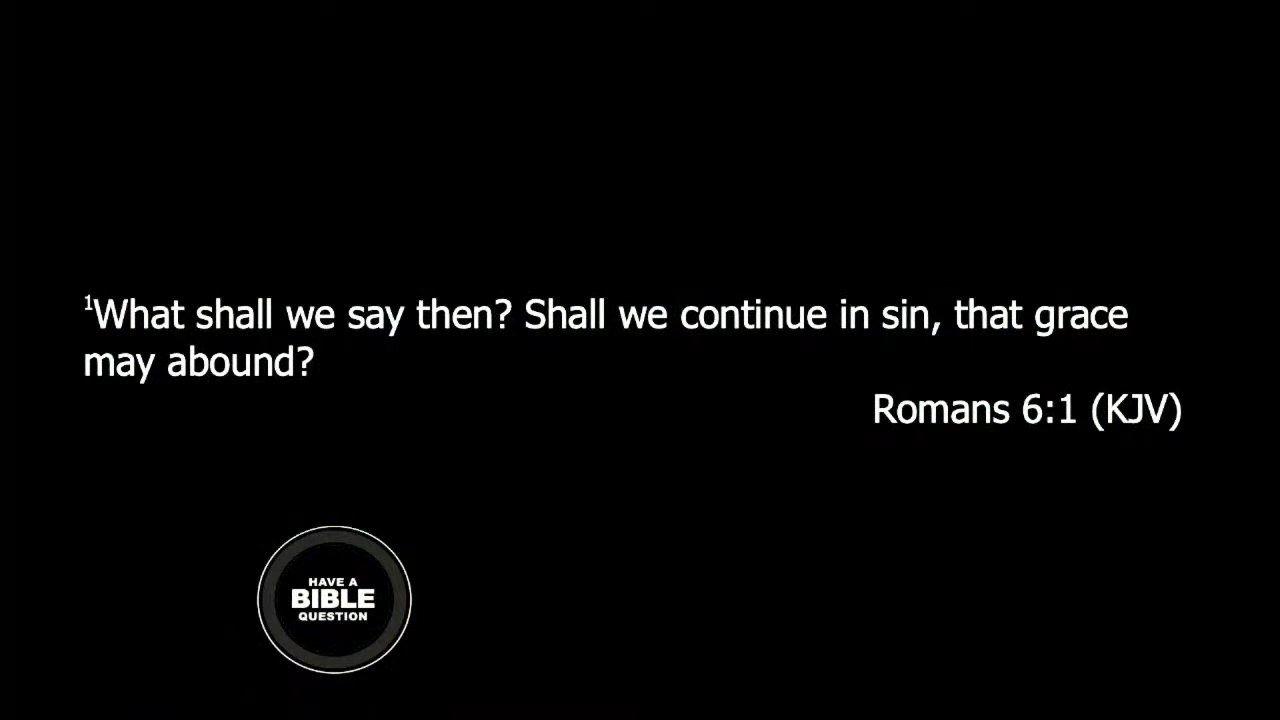 ¹What shall we say then? Shall we continue in sin, that grace
may abound?
Romans 6:1 (KJV)
HAVE A
BIBLE
QUESTION